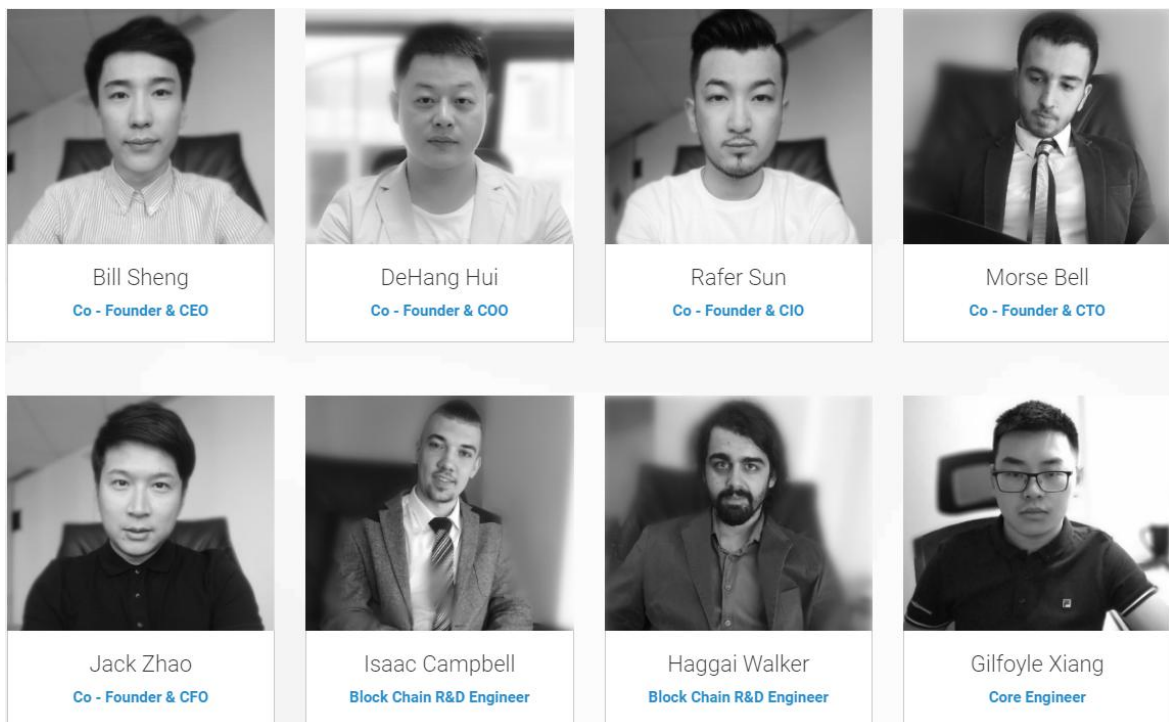 Bill Sheng
Co - Founder & CEO
DeHang Hui
Co - Founder & COO
Rafer Sun
Co - Founder & CIO
Morse Bell
Co - Founder & CTO
Jack Zhao
Co - Founder & CFO
Isaac Campbell
Block Chain R&D Engineer
Haggai Walker
Block Chain R&D Engineer
Gilfoyle Xiang
Core Engineer